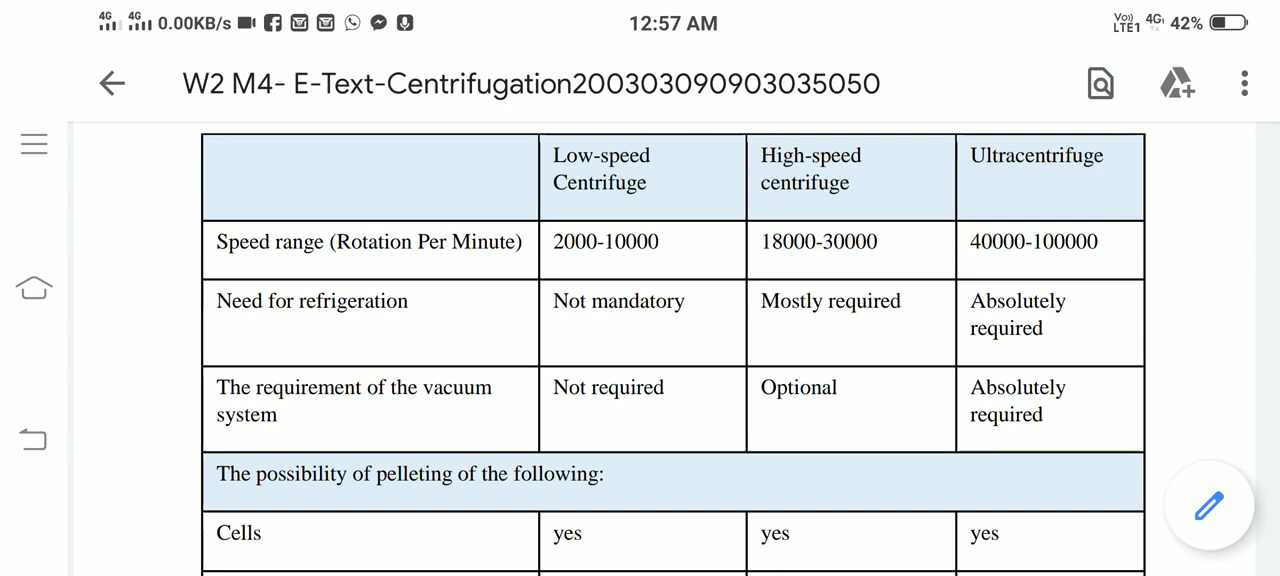 4G 4G 0.00KB/s 12:57 AM Vo)) LTE1 4G 42%
W2 M4- E-Text-Centrifugation200303090903035050
Low-speed Centrifuge High-speed centrifuge Ultracentrifuge
Speed range (Rotation Per Minute) 2000-10000 18000-30000 40000-100000
Need for refrigeration Not mandatory Mostly required Absolutely required
The requirement of the vacuum system Not required Optional Absolutely required
The possibility of pelleting of the following:
Cells yes yes yes